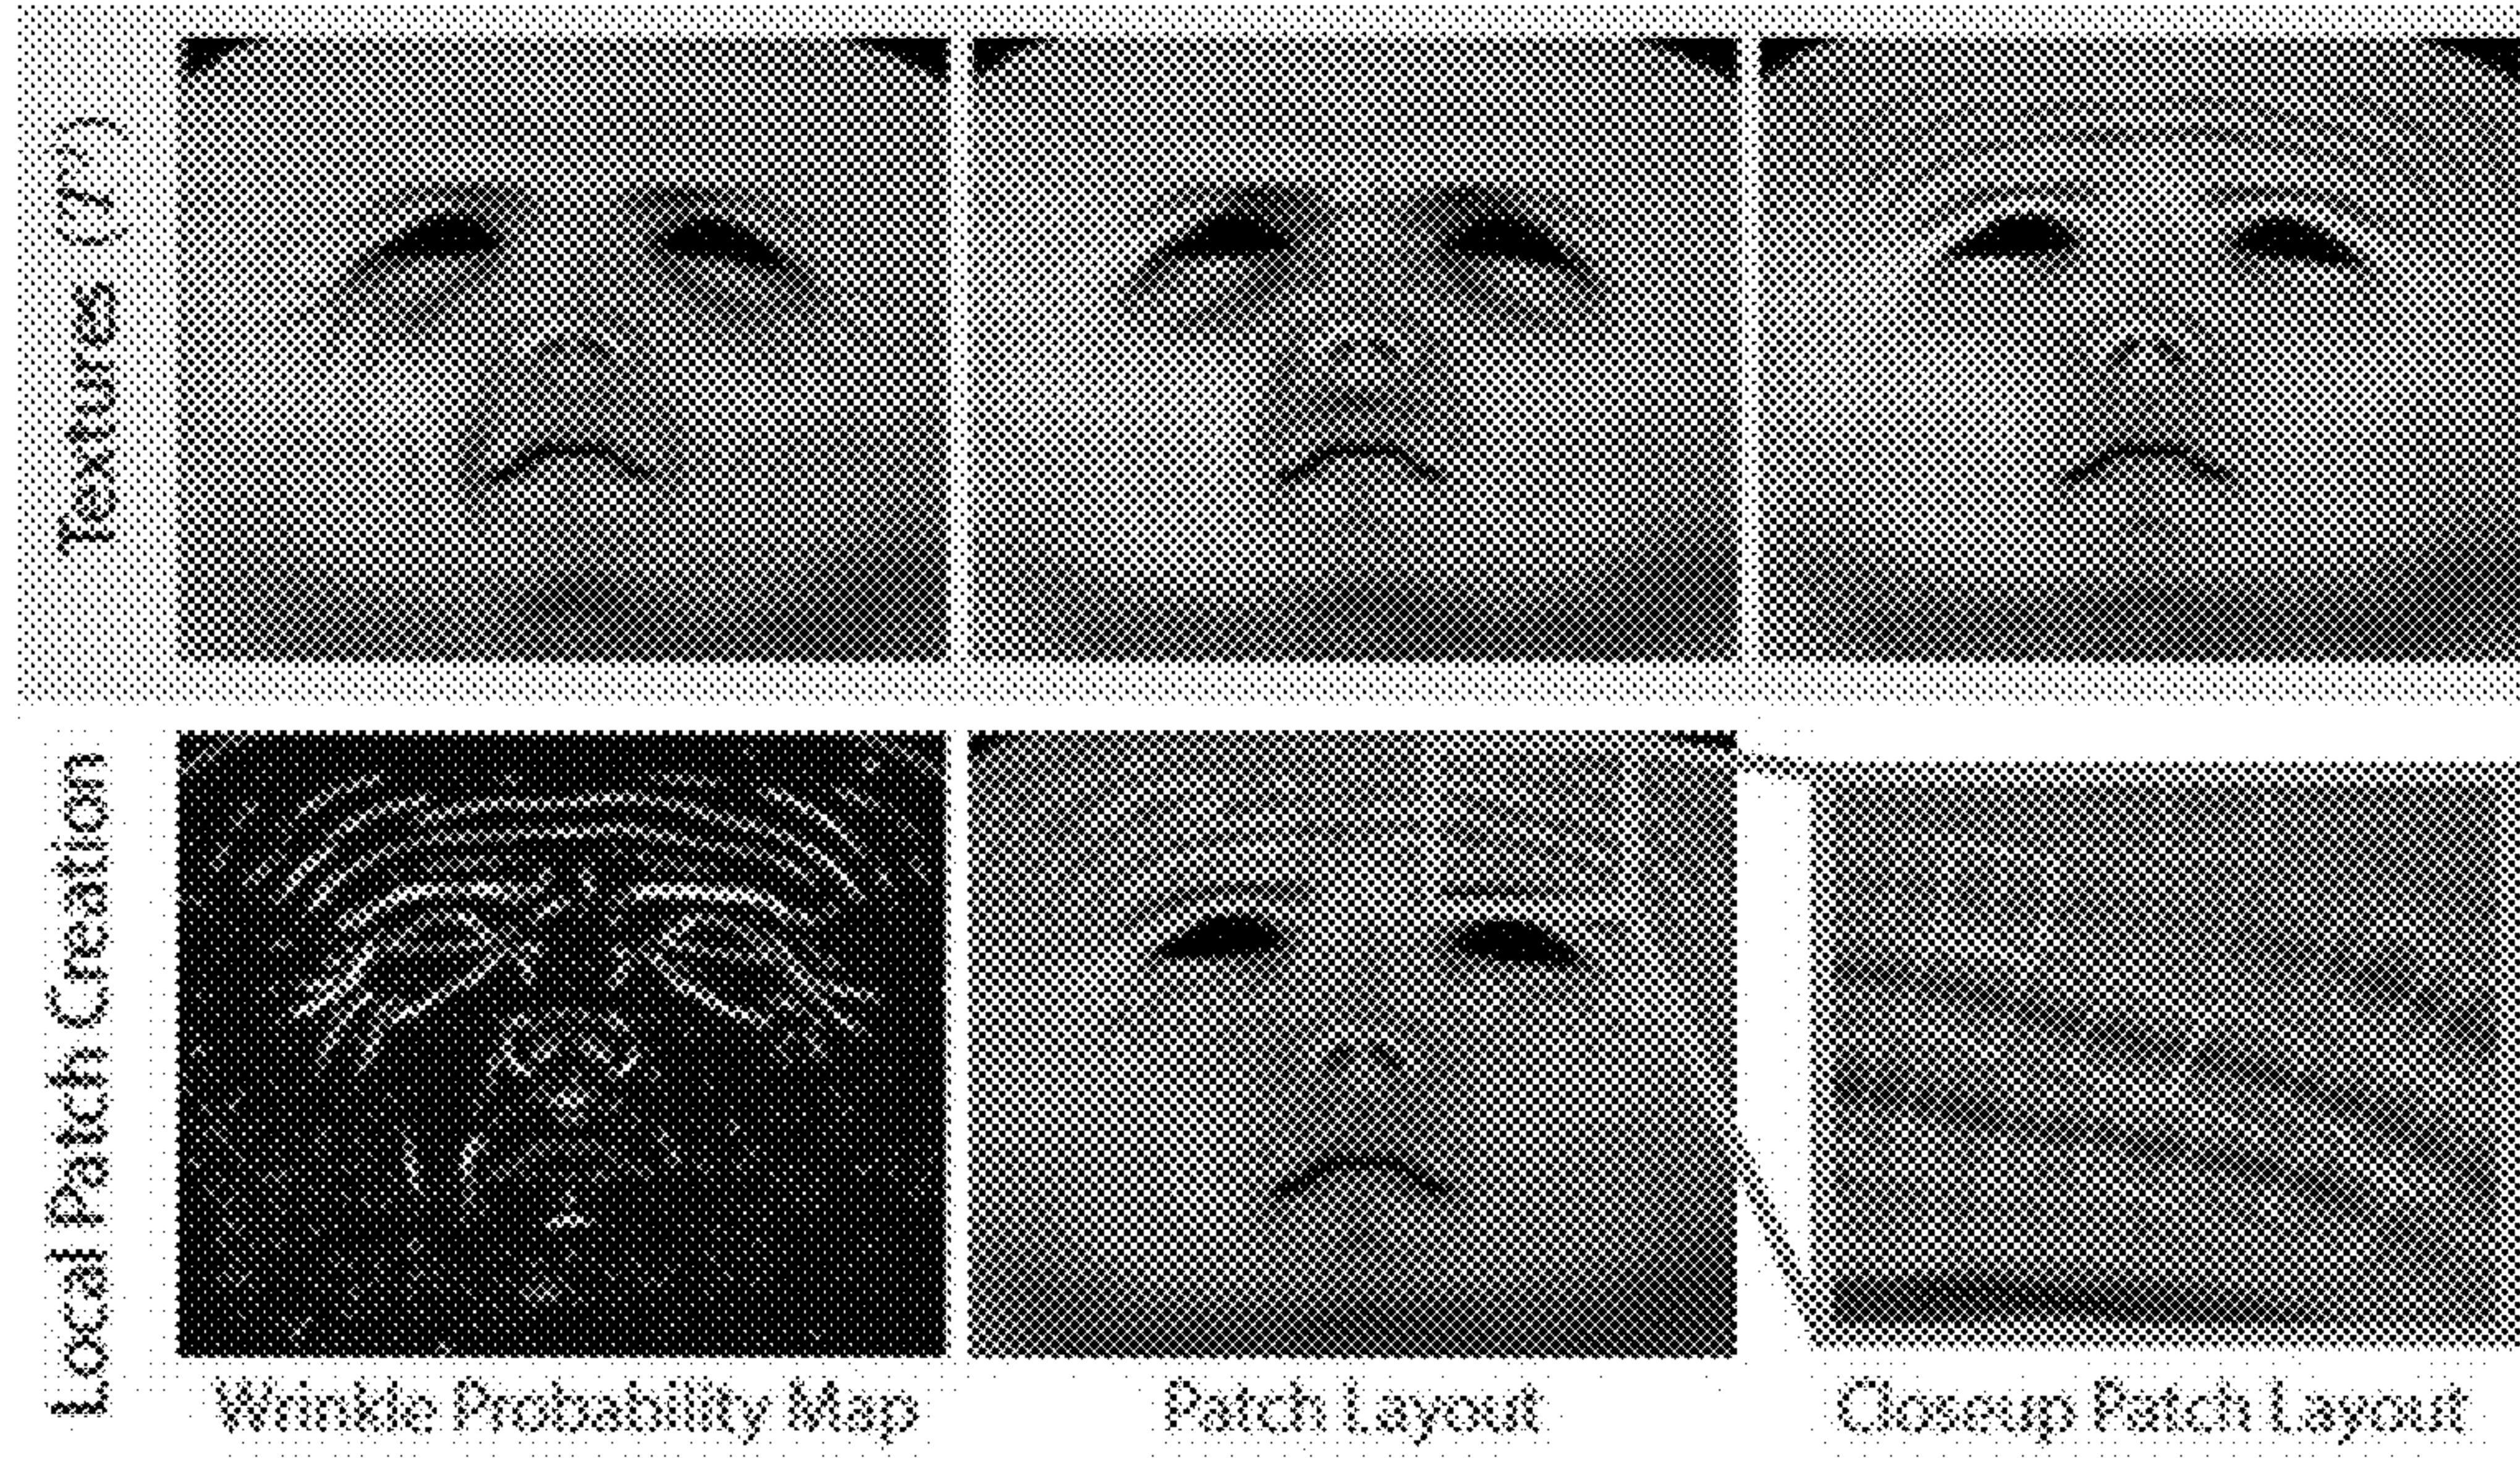 Textures
Local Patch Creation
Wrinkle Probability Map
Patch Layout
Closeup Patch Layout